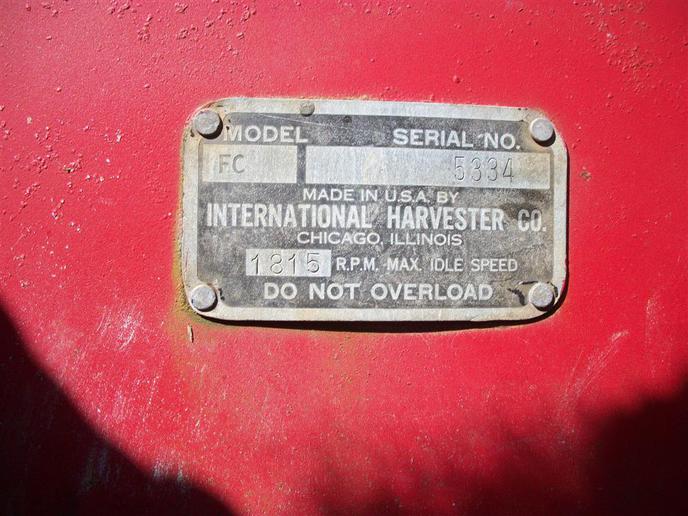 MODEL SERIAL NO.
FC 5334
MADE IN U.S.A. BY
INTERNATIONAL HARVESTER CO.
CHICAGO, ILLINOIS
1815 R.P.M. MAX. IDLE SPEED
DO NOT OVERLOAD